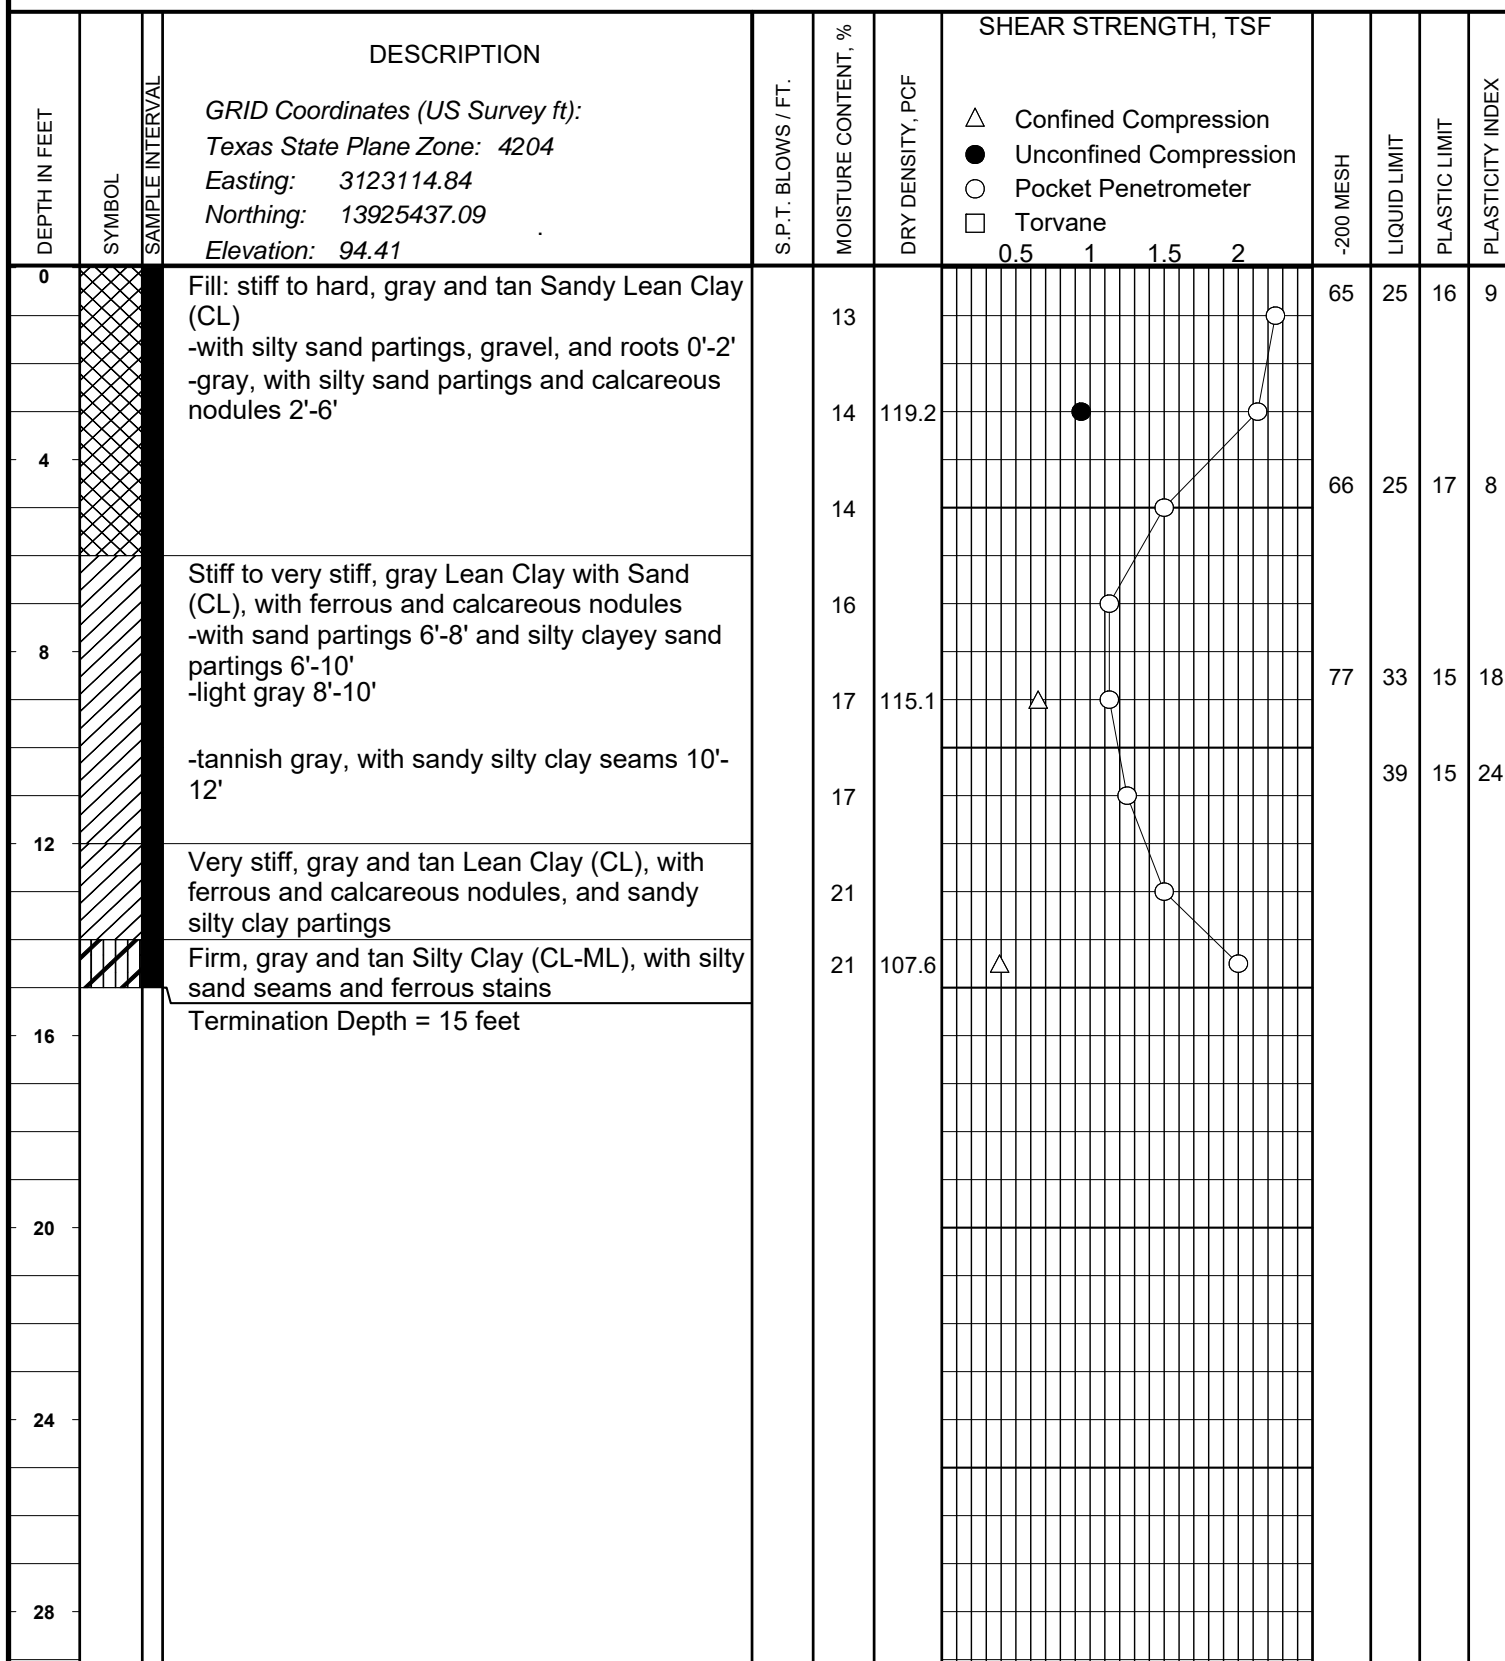 DEPTH IN FEET
SYMBOL
SAMPLE INTERVAL
DESCRIPTION
GRID Coordinates (US Survey ft):
Texas State Plane Zone: 4204
Easting: 3123114.84
Northing: 13925437.09
.
Elevation: 94.41
S.P.T. BLOWS / FT.
MOISTURE CONTENT, %
DRY DENSITY, PCF
SHEAR STRENGTH, TSF
Confined Compression
Unconfined Compression
Pocket Penetrometer
Torvane
0.5 1 1.5 2
-200 MESH
LIQUID LIMIT
PLASTIC LIMIT
PLASTICITY INDEX
0
Fill: stiff to hard, gray and tan Sandy Lean Clay
(CL)
-with silty sand partings, gravel, and roots 0'-2'
-gray, with silty sand partings and calcareous
nodules 2'-6'
65 25 16 9
13
14 119.2
4
66 25 17 8
14
Stiff to very stiff, gray Lean Clay with Sand
(CL), with ferrous and calcareous nodules
-with sand partings 6'-8' and silty clayey sand
partings 6'-10'
-light gray 8'-10'
16
8
77 33 15 18
17 115.1
-tannish gray, with sandy silty clay seams 10'-
12'
39 15 24
17
12
Very stiff, gray and tan Lean Clay (CL), with
ferrous and calcareous nodules, and sandy
silty clay partings
21
Firm, gray and tan Silty Clay (CL-ML), with silty
sand seams and ferrous stains
21 107.6
Termination Depth = 15 feet
16
20
24
28